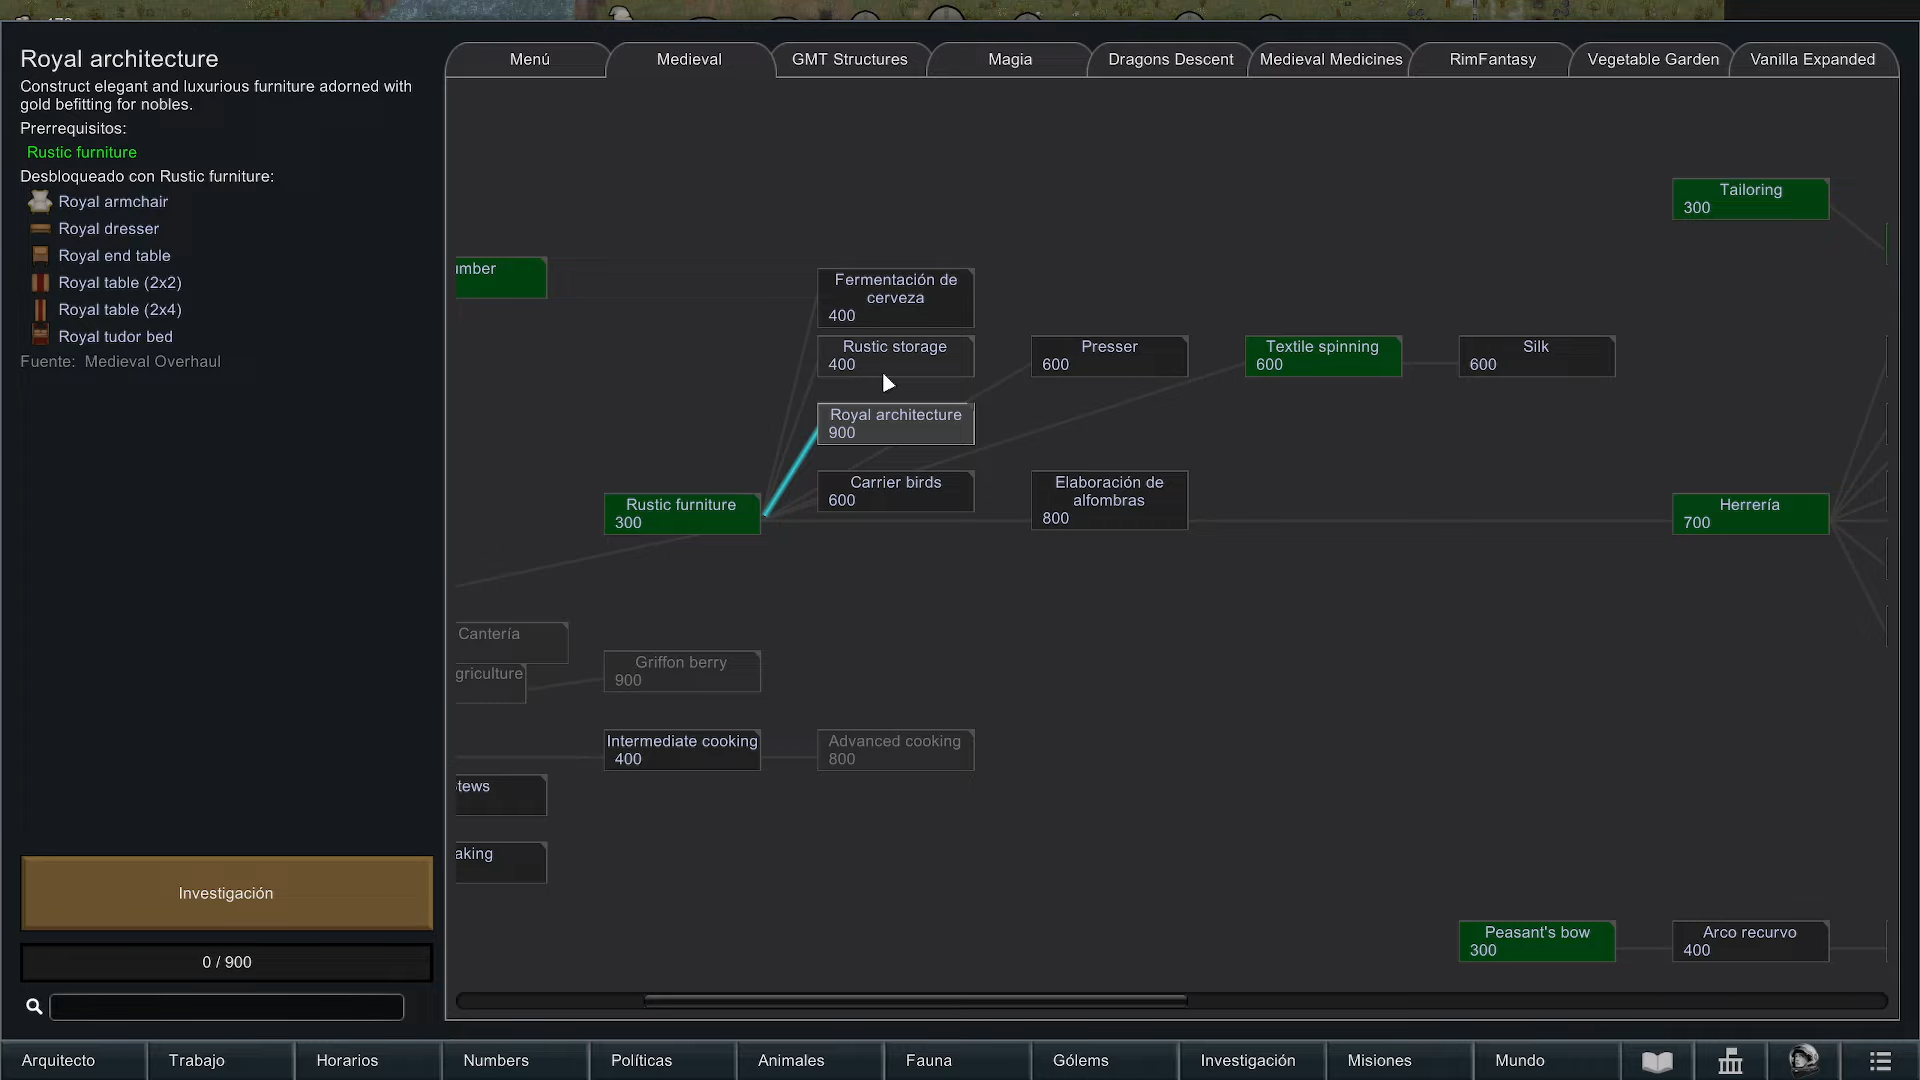 Royal architecture
Construct elegant and luxurious furniture adorned with
gold befitting for nobles.
Prerrequisitos:
Rustic furniture
Desbloqueado con Rustic furniture:
Royal armchair
Royal dresser
Royal end table
Royal table (2x2)
Royal table (2x4)
Royal tudor bed
Fuente: Medieval Overhaul
Investigación
0 / 900
Menú
Medieval
GMT Structures
Magia
Dragons Descent
Medieval Medicines
RimFantasy
Vegetable Garden
Vanilla Expanded
Tailoring
300
umber
Fermentación de
cerveza
400
Rustic storage
400
Presser
600
Textile spinning
600
Silk
600
Royal architecture
900
Carrier birds
600
Elaboración de
alfombras
800
Rustic furniture
300
Herrería
700
Cantería
griculture
Griffon berry
900
Intermediate cooking
400
Advanced cooking
800
tews
aking
Peasant's bow
300
Arco recurvo
400
Arquitecto
Trabajo
Horarios
Numbers
Políticas
Animales
Fauna
Gólems
Investigación
Misiones
Mundo